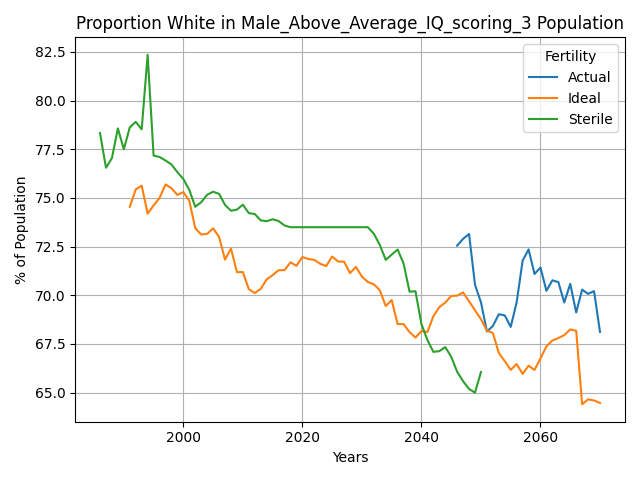 Proportion White in Male_Above_Average_IQ_scoring_3 Population
Fertility
Actual
Ideal
Sterile
82.5
80.0
77.5
75.0
72.5
70.0
67.5
65.0
% of Population
2000
2020
2040
2060
Years